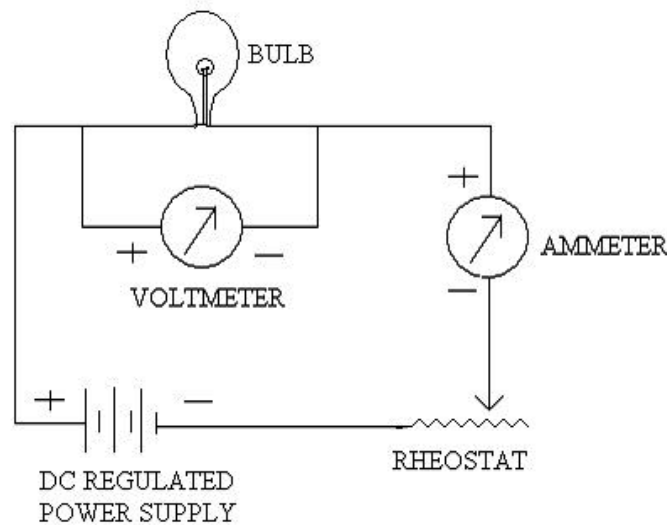 BULB
+
+
−
VOLTMETER
AMMETER
−
+
−
RHEOSTAT
DC REGULATED
POWER SUPPLY